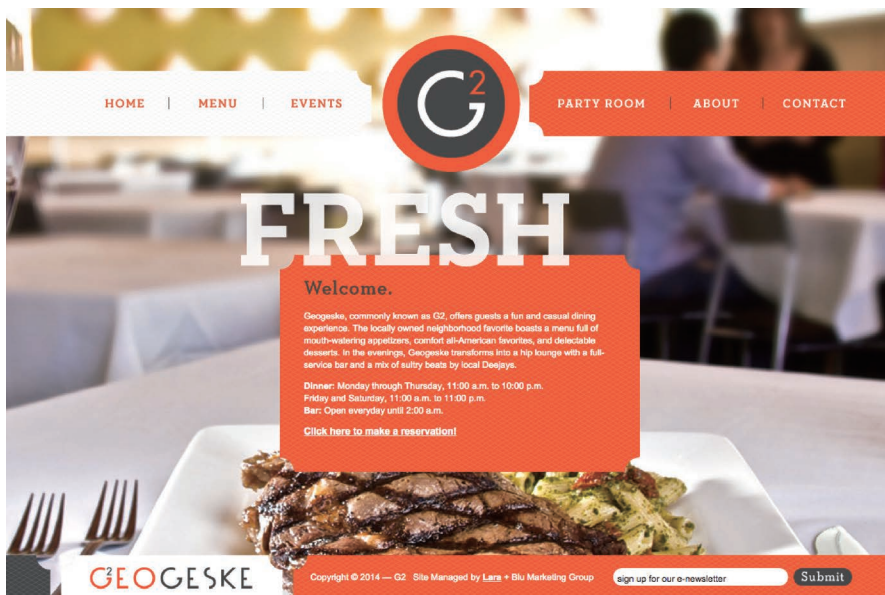 HOME | MENU | EVENTS
G2
PARTY ROOM | ABOUT | CONTACT
FRESH
Welcome.
Geogeske, commonly known as G2, offers guests a fun and casual dining
experience. The locally owned neighborhood favorite boasts a menu full of
mouth-watering appetizers, comfort all-American favorites, and delectable
desserts. In the evenings, Geogeske transforms into a hip lounge with a full-
service bar and a mix of sultry beats by local Deejays.
Dinner: Monday through Thursday, 11:00 a.m. to 10:00 p.m.
Friday and Saturday, 11:00 a.m. to 11:00 p.m.
Bar: Open everyday until 2:00 a.m.
Click here to make a reservation!
G2EOGESKE
Copyright © 2014 — G2 Site Managed by Lara + Blu Marketing Group
sign up for our e-newsletter
Submit